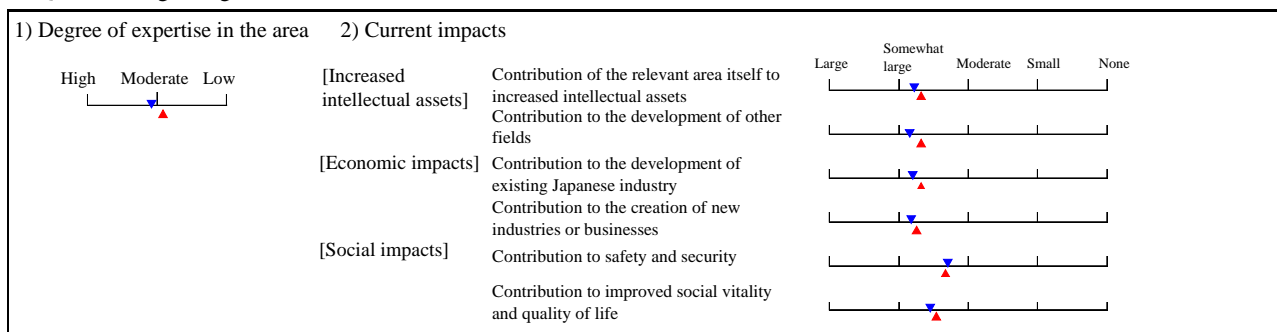 1) Degree of expertise in the area 2) Current impacts
High Moderate Low
Large Somewhat large Moderate Small None
[Increased intellectual assets]
Contribution of the relevant area itself to
increased intellectual assets
Contribution to the development of other
fields
[Economic impacts]
Contribution to the development of
existing Japanese industry
Contribution to the creation of new
industries or businesses
[Social impacts]
Contribution to safety and security
Contribution to improved social vitality
and quality of life